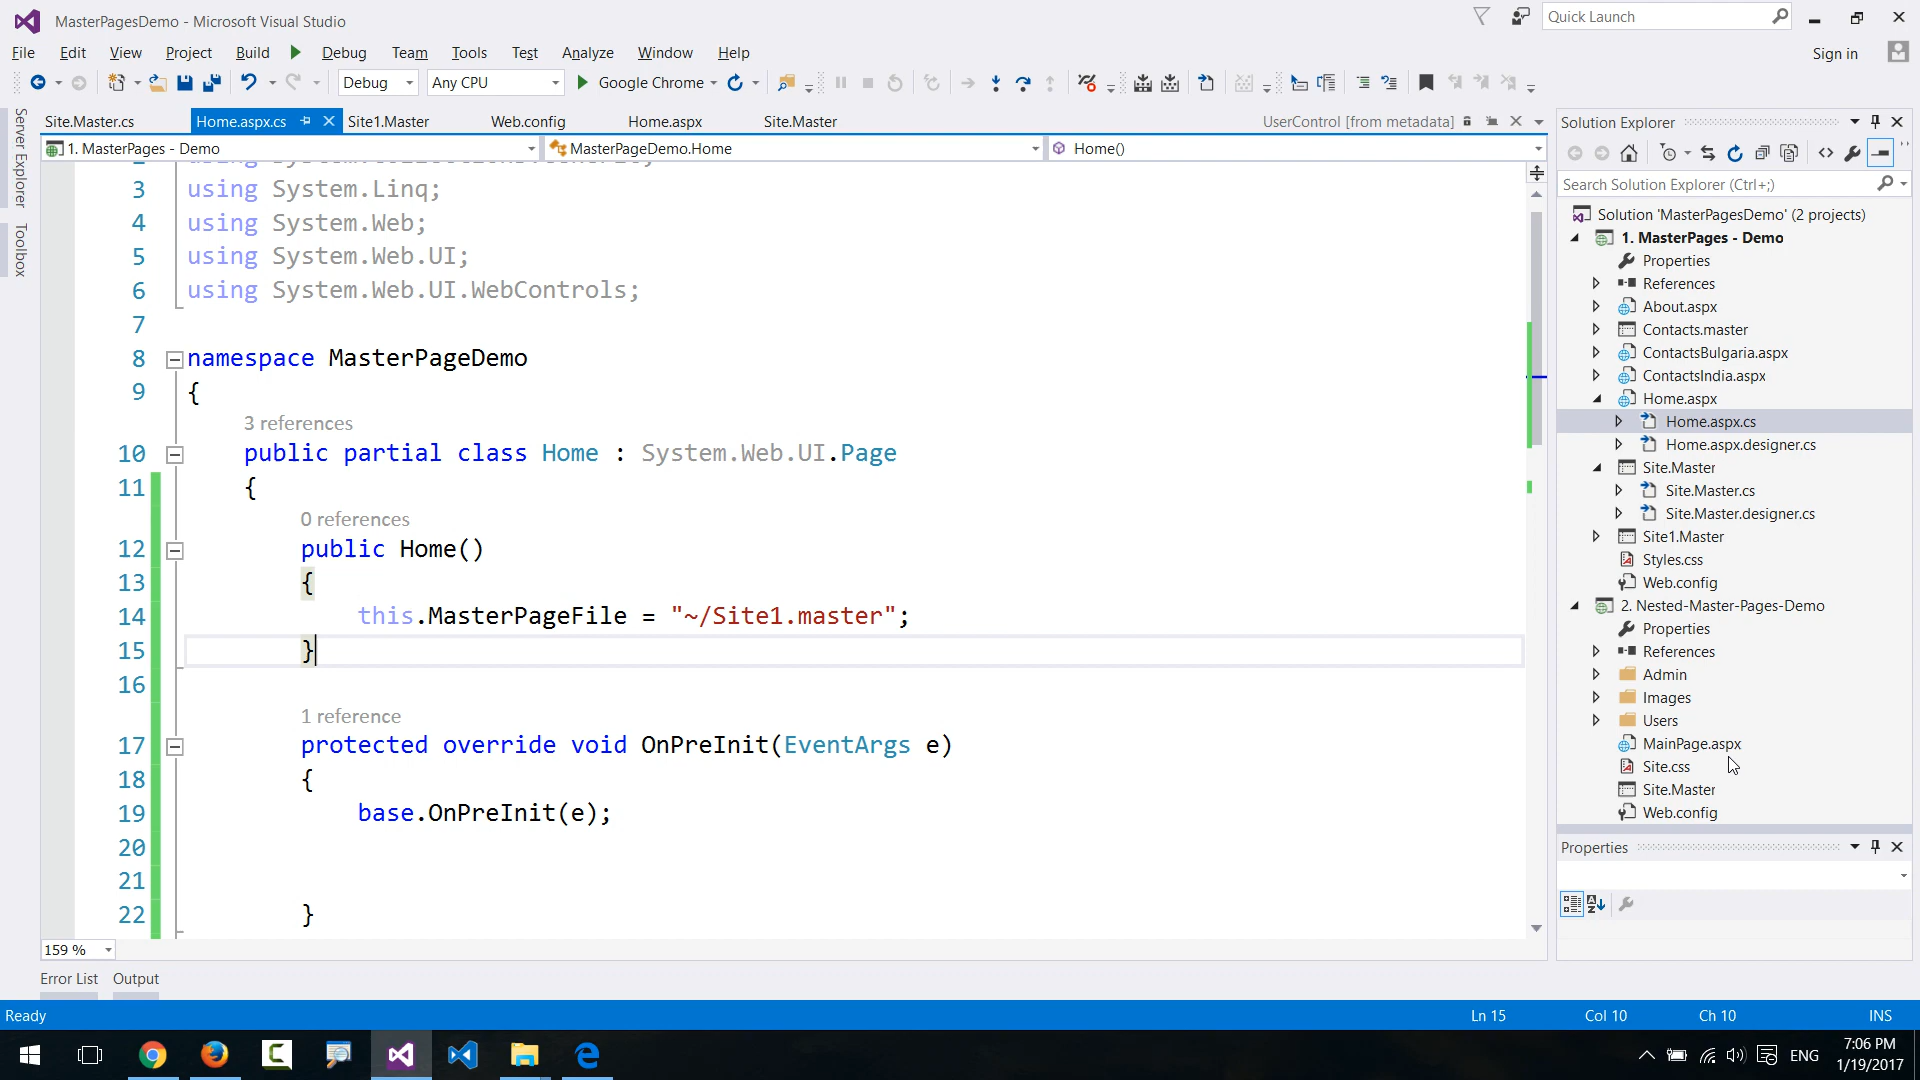 MasterPagesDemo - Microsoft Visual Studio
Quick Launch
File Edit View Project Build Debug Team Tools Test Analyze Window Help
Sign in
Debug Any CPU Google Chrome
Server Explorer
Toolbox
Site.Master.cs Home.aspx.cs Site1.Master Web.config Home.aspx Site.Master UserControl [from metadata]
1. MasterPages - Demo MasterPageDemo.Home Home()
3 using System.Linq;
4 using System.Web;
5 using System.Web.UI;
6 using System.Web.UI.WebControls;
7
8 namespace MasterPageDemo
9 {
3 references
10 public partial class Home : System.Web.UI.Page
11 {
0 references
12 public Home()
13 {
14 this.MasterPageFile = "~/Site1.master";
15 }
16
1 reference
17 protected override void OnPreInit(EventArgs e)
18 {
19 base.OnPreInit(e);
20
21
22 }
159 %
Error List Output
Solution Explorer
Search Solution Explorer (Ctrl+;)
Solution 'MasterPagesDemo' (2 projects)
1. MasterPages - Demo
Properties
References
About.aspx
Contacts.master
ContactsBulgaria.aspx
ContactsIndia.aspx
Home.aspx
Home.aspx.cs
Home.aspx.designer.cs
Site.Master
Site.Master.cs
Site.Master.designer.cs
Site1.Master
Styles.css
Web.config
2. Nested-Master-Pages-Demo
Properties
References
Admin
Images
Users
MainPage.aspx
Site.css
Site.Master
Web.config
Properties
Ready Ln 15 Col 10 Ch 10 INS
ENG
7:06 PM
1/19/2017